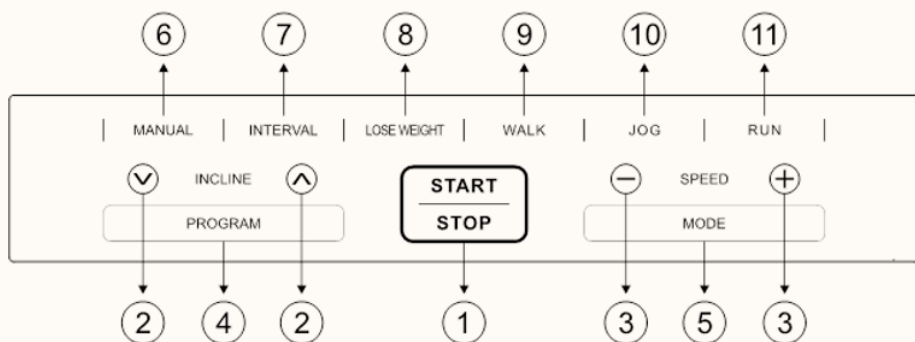 6 7 8 9 10 11
MANUAL INTERVAL LOSE WEIGHT WALK JOG RUN
INCLINE START SPEED
PROGRAM STOP MODE
2 4 2 1 3 5 3